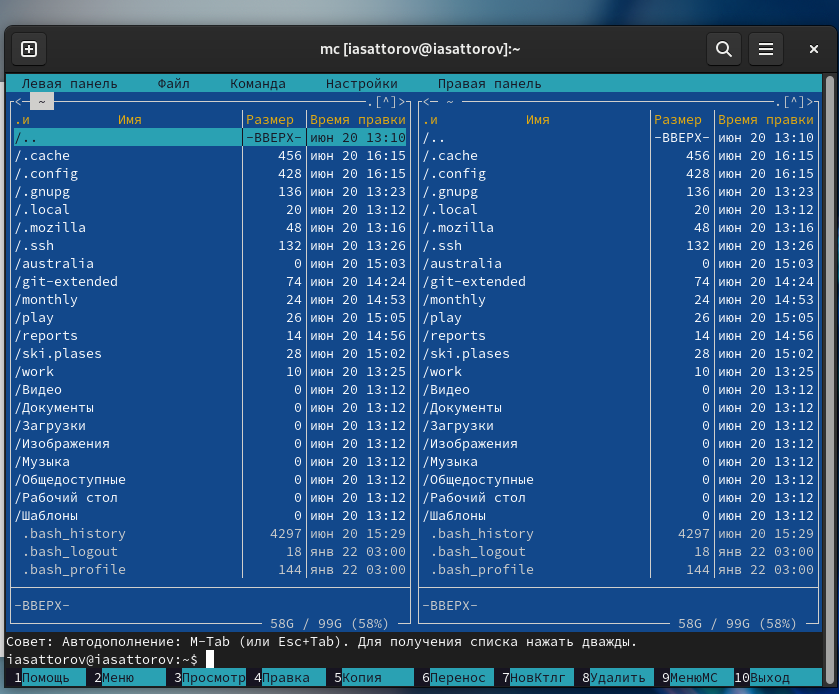 mc [iasattorov@iasattorov]:~
Левая панель Файл Команда Настройки Правая панель
<─ ~ .[^]> <─ ~ .[^]>
.и Имя Размер Время правки .и Имя Размер Время правки
/.. -ВВЕРХ- июн 20 13:10 /.. -ВВЕРХ- июн 20 13:10
/.cache 456 июн 20 16:15 /.cache 456 июн 20 16:15
/.config 428 июн 20 16:15 /.config 428 июн 20 16:15
/.gnupg 136 июн 20 13:23 /.gnupg 136 июн 20 13:23
/.local 20 июн 20 13:12 /.local 20 июн 20 13:12
/.mozilla 48 июн 20 13:16 /.mozilla 48 июн 20 13:16
/.ssh 132 июн 20 13:26 /.ssh 132 июн 20 13:26
/australia 0 июн 20 15:03 /australia 0 июн 20 15:03
/git-extended 74 июн 20 14:24 /git-extended 74 июн 20 14:24
/monthly 24 июн 20 14:53 /monthly 24 июн 20 14:53
/play 26 июн 20 15:05 /play 26 июн 20 15:05
/reports 14 июн 20 14:56 /reports 14 июн 20 14:56
/ski.plases 28 июн 20 15:02 /ski.plases 28 июн 20 15:02
/work 10 июн 20 13:25 /work 10 июн 20 13:25
/Видео 0 июн 20 13:12 /Видео 0 июн 20 13:12
/Документы 0 июн 20 13:12 /Документы 0 июн 20 13:12
/Загрузки 0 июн 20 13:12 /Загрузки 0 июн 20 13:12
/Изображения 0 июн 20 13:12 /Изображения 0 июн 20 13:12
/Музыка 0 июн 20 13:12 /Музыка 0 июн 20 13:12
/Общедоступные 0 июн 20 13:12 /Общедоступные 0 июн 20 13:12
/Рабочий стол 0 июн 20 13:12 /Рабочий стол 0 июн 20 13:12
/Шаблоны 0 июн 20 13:12 /Шаблоны 0 июн 20 13:12
.bash_history 4297 июн 20 15:29 .bash_history 4297 июн 20 15:29
.bash_logout 18 янв 22 03:00 .bash_logout 18 янв 22 03:00
.bash_profile 144 янв 22 03:00 .bash_profile 144 янв 22 03:00
-ВВЕРХ- -ВВЕРХ-
58G / 99G (58%) 58G / 99G (58%)
Совет: Автодополнение: M-Tab (или Esc+Tab). Для получения списка нажать дважды.
iasattorov@iasattorov:~$
1Помощь 2Меню 3Просмотр 4Правка 5Копия 6Перенос 7НовКтлг 8Удалить 9МенюMC 10Выход